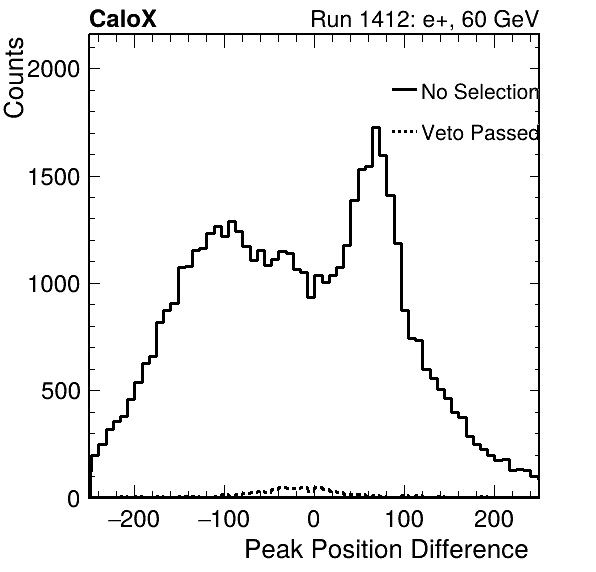 CaloX Run 1412: e+, 60 GeV
Counts
2000
1500
1000
500
0
No Selection
Veto Passed
−200 −100 0 100 200
Peak Position Difference